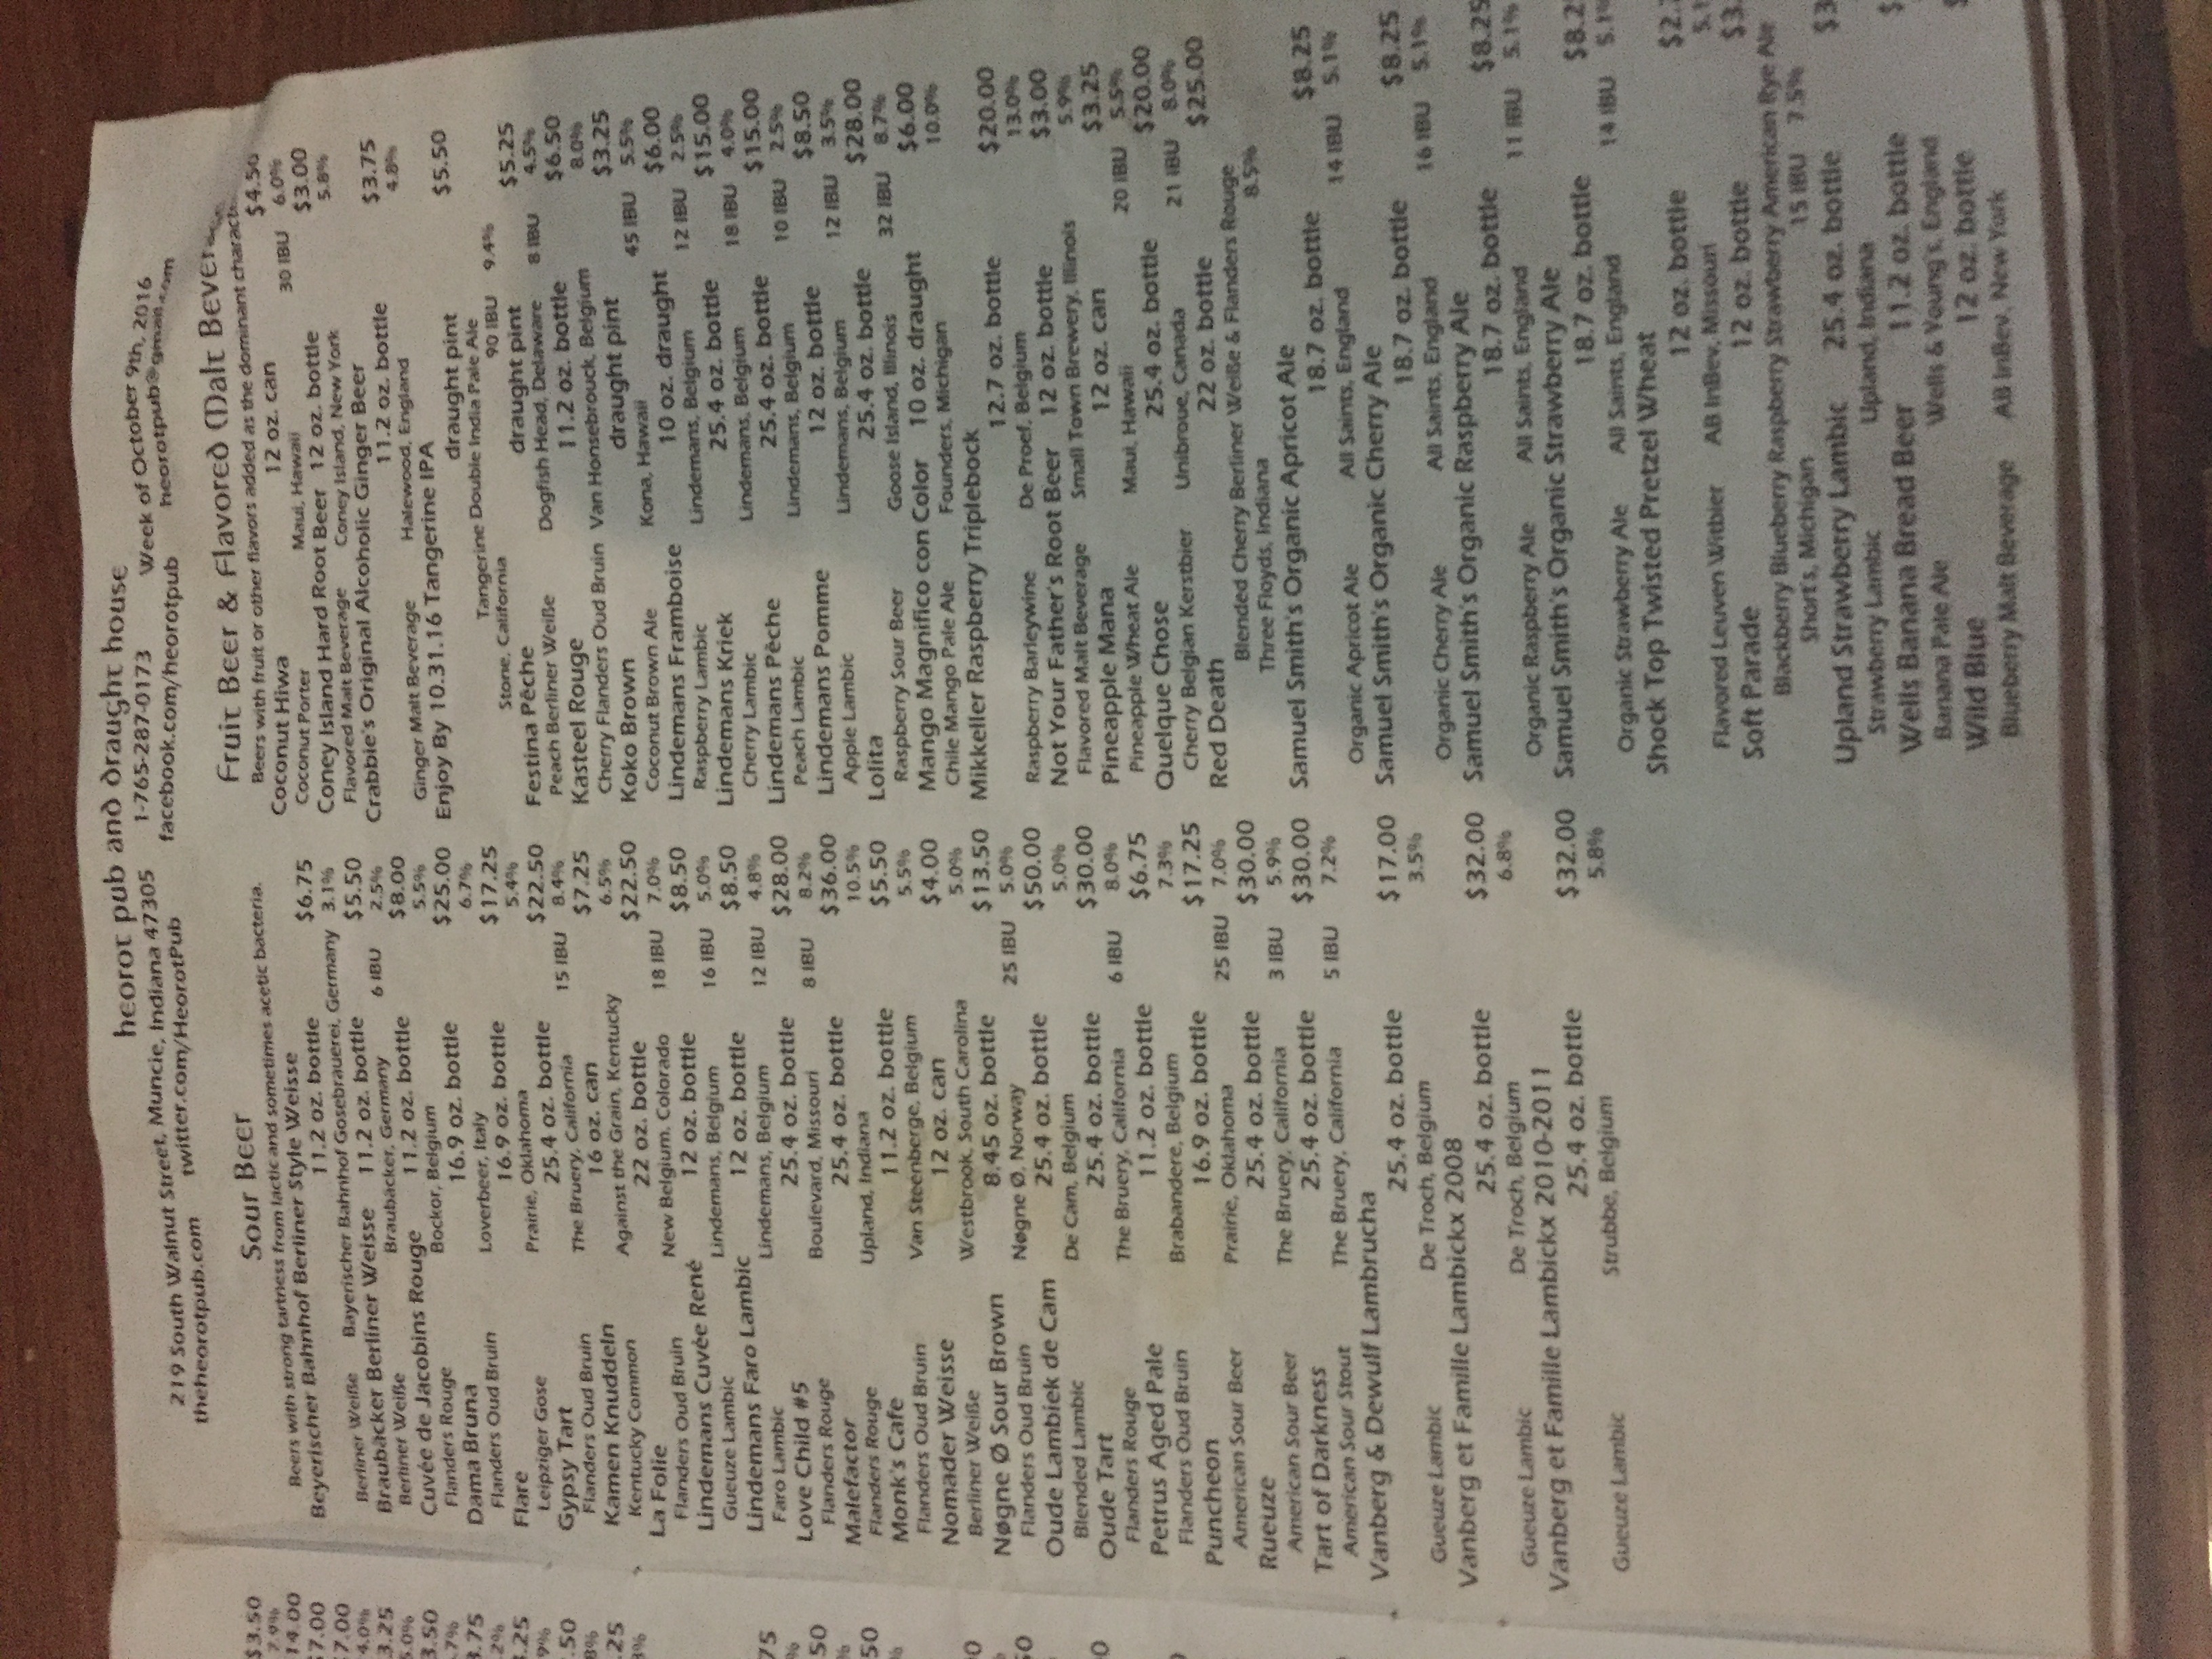 heorot pub and draught house
219 South Walnut Street, Muncie, Indiana 47305 1-765-287-0173 Week of October 9th, 2016
theheorotpub.com twitter.com/HeorotPub facebook.com/heorotpub heorotpub@gmail.com
$3.50
7.9%
14.00
$7.00
7.00
4.0%
3.25
5.0%
3.50
.7%
3.75
.2%
.25
9%
.50
8%
.25
75
%
50
50
%
0
50
0
Sour Beer
Beers with strong tartness from lactic and sometimes acetic bacteria.
Beyerischer Bahnhof Berliner Style Weisse
11.2 oz. bottle $6.75
Berliner Weiße Bayerischer Bahnhof Gosebrauerei, Germany 3.1%
Braubäcker Berliner Weisse 11.2 oz. bottle $5.50
Berliner Weiße Braubäcker, Germany 6 IBU 2.5%
Cuvée de Jacobins Rouge 11.2 oz. bottle $8.00
Flanders Rouge Bockor, Belgium 5.5%
Dama Bruna 16.9 oz. bottle $25.00
Flanders Oud Bruin Loverbeer, Italy 6.7%
Flare 16.9 oz. bottle $17.25
Leipziger Gose Prairie, Oklahoma 5.4%
Gypsy Tart 25.4 oz. bottle $22.50
Flanders Oud Bruin The Bruery, California 15 IBU 8.4%
Kamen Knuddeln 16 oz. can $7.25
Kentucky Common Against the Grain, Kentucky 6.5%
La Folie 22 oz. bottle $22.50
Flanders Oud Bruin New Belgium, Colorado 18 IBU 7.0%
Lindemans Cuvée René 12 oz. bottle $8.50
Gueuze Lambic Lindemans, Belgium 16 IBU 5.0%
Lindemans Faro Lambic 12 oz. bottle $8.50
Faro Lambic Lindemans, Belgium 12 IBU 4.8%
Love Child #5 25.4 oz. bottle $28.00
Flanders Rouge Boulevard, Missouri 8 IBU 8.2%
Malefactor 25.4 oz. bottle $36.00
Flanders Rouge Upland, Indiana 10.5%
Monk's Cafe 11.2 oz. bottle $5.50
Flanders Oud Bruin Van Steenberge, Belgium 5.5%
Nomader Weisse 12 oz. can $4.00
Berliner Weiße Westbrook, South Carolina 5.0%
Nøgne Ø Sour Brown 8.45 oz. bottle $13.50
Flanders Oud Bruin Nøgne Ø, Norway 25 IBU 5.0%
Oude Lambiek de Cam 25.4 oz. bottle $50.00
Blended Lambic De Cam, Belgium 5.0%
Oude Tart 25.4 oz. bottle $30.00
Flanders Rouge The Bruery, California 6 IBU 8.0%
Petrus Aged Pale 11.2 oz. bottle $6.75
Flanders Oud Bruin Brabandere, Belgium 7.3%
Puncheon 16.9 oz. bottle $17.25
American Sour Beer Prairie, Oklahoma 25 IBU 7.0%
Rueuze 25.4 oz. bottle $30.00
American Sour Beer The Bruery, California 3 IBU 5.9%
Tart of Darkness 25.4 oz. bottle $30.00
American Sour Stout The Bruery, California 5 IBU 7.2%
Vanberg & Dewulf Lambrucha
25.4 oz. bottle $17.00
Gueuze Lambic De Troch, Belgium 3.5%
Vanberg et Famille Lambickx 2008
25.4 oz. bottle $32.00
Gueuze Lambic De Troch, Belgium 6.8%
Vanberg et Famille Lambickx 2010-2011
25.4 oz. bottle $32.00
Gueuze Lambic Strubbe, Belgium 5.8%
Fruit Beer & Flavored Malt Bever
Beers with fruit or other flavors added as the dominant charact
Coconut Hiwa 12 oz. can $4.50
Coconut Porter Maui, Hawaii 30 IBU 6.0%
Coney Island Hard Root Beer 12 oz. bottle $3.00
Flavored Malt Beverage Coney Island, New York 5.8%
Crabbie's Original Alcoholic Ginger Beer
11.2 oz. bottle $3.75
Ginger Malt Beverage Halewood, England 4.8%
Enjoy By 10.31.16 Tangerine IPA
draught pint $5.50
Tangerine Double India Pale Ale
Stone, California 90 IBU 9.4%
Festina Pêche draught pint $5.25
Peach Berliner Weiße Dogfish Head, Delaware 8 IBU 4.5%
Kasteel Rouge 11.2 oz. bottle $6.50
Cherry Flanders Oud Bruin Van Honsebrouck, Belgium 8.0%
Koko Brown draught pint $3.25
Coconut Brown Ale Kona, Hawaii 45 IBU 5.5%
Lindemans Framboise 10 oz. draught $6.00
Raspberry Lambic Lindemans, Belgium 12 IBU 2.5%
Lindemans Kriek 25.4 oz. bottle $15.00
Cherry Lambic Lindemans, Belgium 18 IBU 4.0%
Lindemans Pêche 25.4 oz. bottle $15.00
Peach Lambic Lindemans, Belgium 10 IBU 2.5%
Lindemans Pomme 12 oz. bottle $8.50
Apple Lambic Lindemans, Belgium 12 IBU 3.5%
Lolita 25.4 oz. bottle $28.00
Raspberry Sour Beer Goose Island, Illinois 32 IBU 8.7%
Mango Magnifico con Color 10 oz. draught $6.00
Chile Mango Pale Ale Founders, Michigan 10.0%
Mikkeller Raspberry Triplebock
12.7 oz. bottle $20.00
Raspberry Barleywine De Proef, Belgium 13.0%
Not Your Father's Root Beer 12 oz. bottle $3.00
Flavored Malt Beverage Small Town Brewery, Illinois 5.9%
Pineapple Mana 12 oz. can $3.25
Pineapple Wheat Ale Maui, Hawaii 20 IBU 5.5%
Quelque Chose 25.4 oz. bottle $20.00
Cherry Belgian Kerstbier Unibroue, Canada 21 IBU 8.0%
Red Death 22 oz. bottle $25.00
Blended Cherry Berliner Weiße & Flanders Rouge
Three Floyds, Indiana 8.5%
Samuel Smith's Organic Apricot Ale
18.7 oz. bottle $8.25
Organic Apricot Ale All Saints, England 14 IBU 5.1%
Samuel Smith's Organic Cherry Ale
18.7 oz. bottle $8.25
Organic Cherry Ale All Saints, England 16 IBU 5.1%
Samuel Smith's Organic Raspberry Ale
18.7 oz. bottle $8.25
Organic Raspberry Ale All Saints, England 11 IBU 5.1%
Samuel Smith's Organic Strawberry Ale
18.7 oz. bottle $8.2
Organic Strawberry Ale All Saints, England 14 IBU 5.1%
Shock Top Twisted Pretzel Wheat
12 oz. bottle $2.
Flavored Leuven Witbier AB InBev, Missouri 5.1
Soft Parade 12 oz. bottle $3.
Blackberry Blueberry Raspberry Strawberry American Rye Ale
Short's, Michigan 15 IBU 7.5%
Upland Strawberry Lambic 25.4 oz. bottle $3
Strawberry Lambic Upland, Indiana
Wells Banana Bread Beer 11.2 oz. bottle $
Banana Pale Ale Wells & Young's, England
Wild Blue 12 oz. bottle
Blueberry Malt Beverage AB InBev, New York